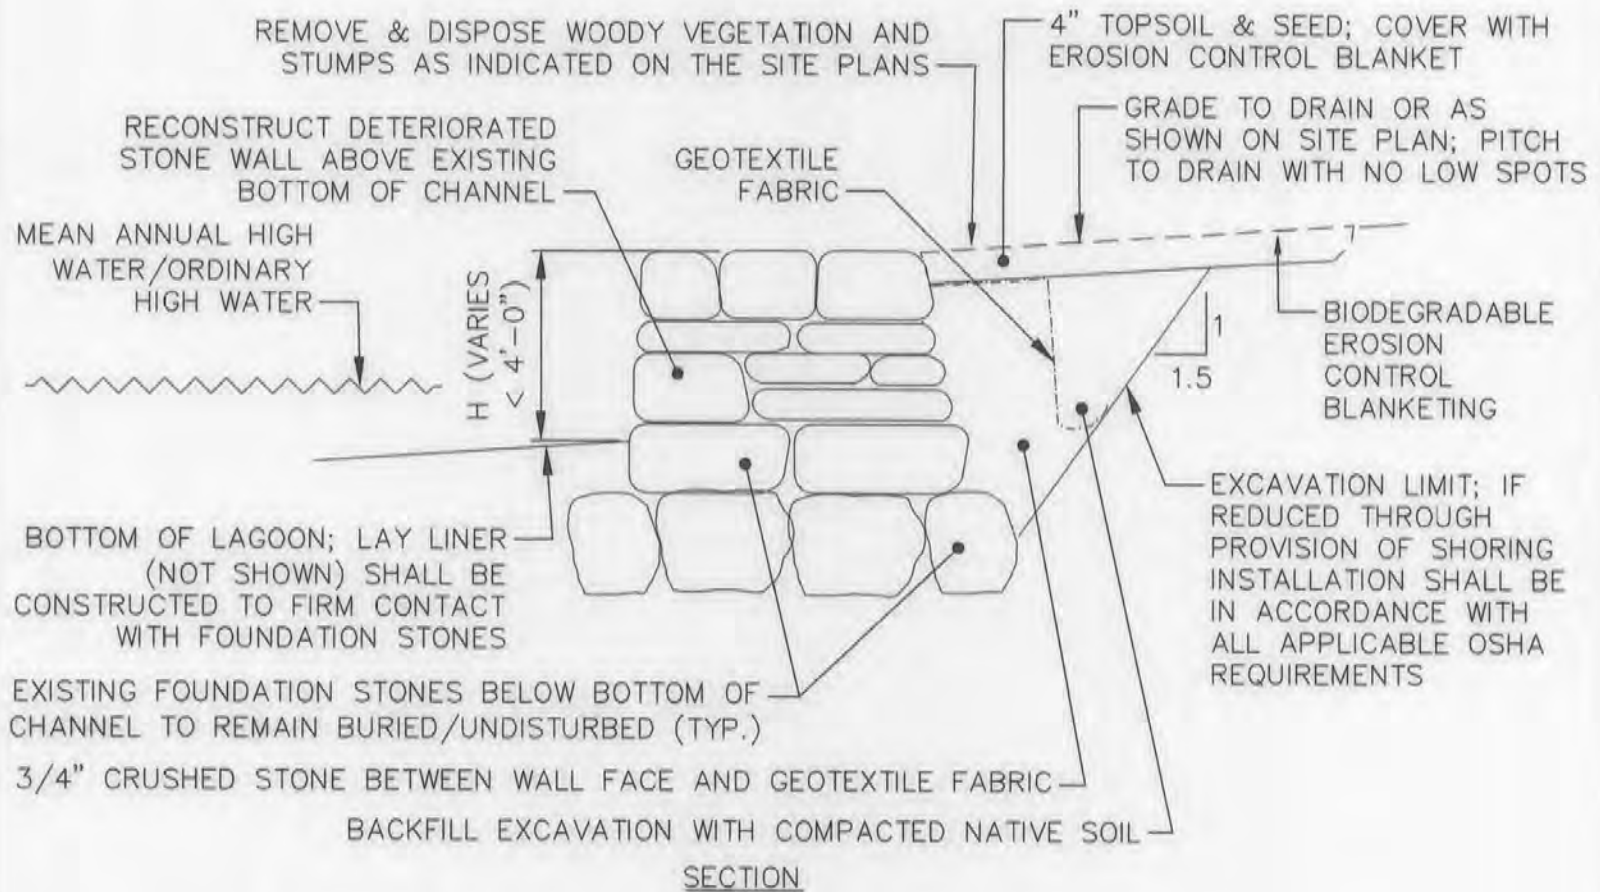 REMOVE & DISPOSE WOODY VEGETATION AND
STUMPS AS INDICATED ON THE SITE PLANS
4" TOPSOIL & SEED; COVER WITH
EROSION CONTROL BLANKET
GRADE TO DRAIN OR AS
SHOWN ON SITE PLAN; PITCH
TO DRAIN WITH NO LOW SPOTS
RECONSTRUCT DETERIORATED
STONE WALL ABOVE EXISTING
BOTTOM OF CHANNEL
GEOTEXTILE
FABRIC
MEAN ANNUAL HIGH
WATER/ORDINARY
HIGH WATER
H (VARIES
< 4'-0")
1
1.5
BIODEGRADABLE
EROSION
CONTROL
BLANKETING
EXCAVATION LIMIT; IF
REDUCED THROUGH
PROVISION OF SHORING
INSTALLATION SHALL BE
IN ACCORDANCE WITH
ALL APPLICABLE OSHA
REQUIREMENTS
BOTTOM OF LAGOON; LAY LINER
(NOT SHOWN) SHALL BE
CONSTRUCTED TO FIRM CONTACT
WITH FOUNDATION STONES
EXISTING FOUNDATION STONES BELOW BOTTOM OF
CHANNEL TO REMAIN BURIED/UNDISTURBED (TYP.)
3/4" CRUSHED STONE BETWEEN WALL FACE AND GEOTEXTILE FABRIC
BACKFILL EXCAVATION WITH COMPACTED NATIVE SOIL
SECTION